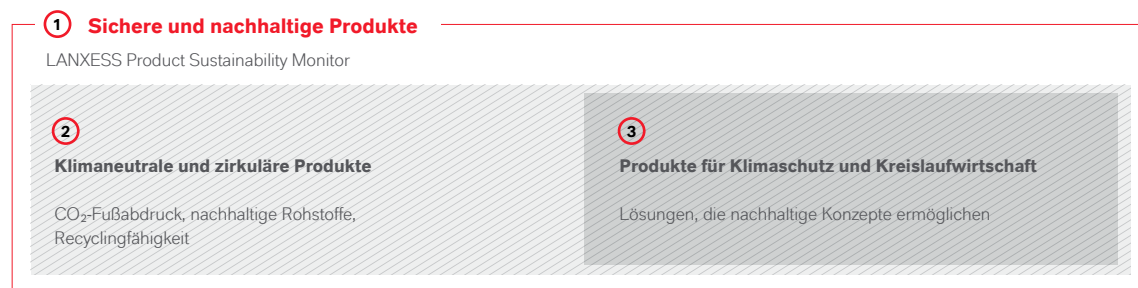 1 Sichere und nachhaltige Produkte
LANXESS Product Sustainability Monitor
2
Klimaneutrale und zirkuläre Produkte
CO₂-Fußabdruck, nachhaltige Rohstoffe,
Recyclingfähigkeit
3
Produkte für Klimaschutz und Kreislaufwirtschaft
Lösungen, die nachhaltige Konzepte ermöglichen